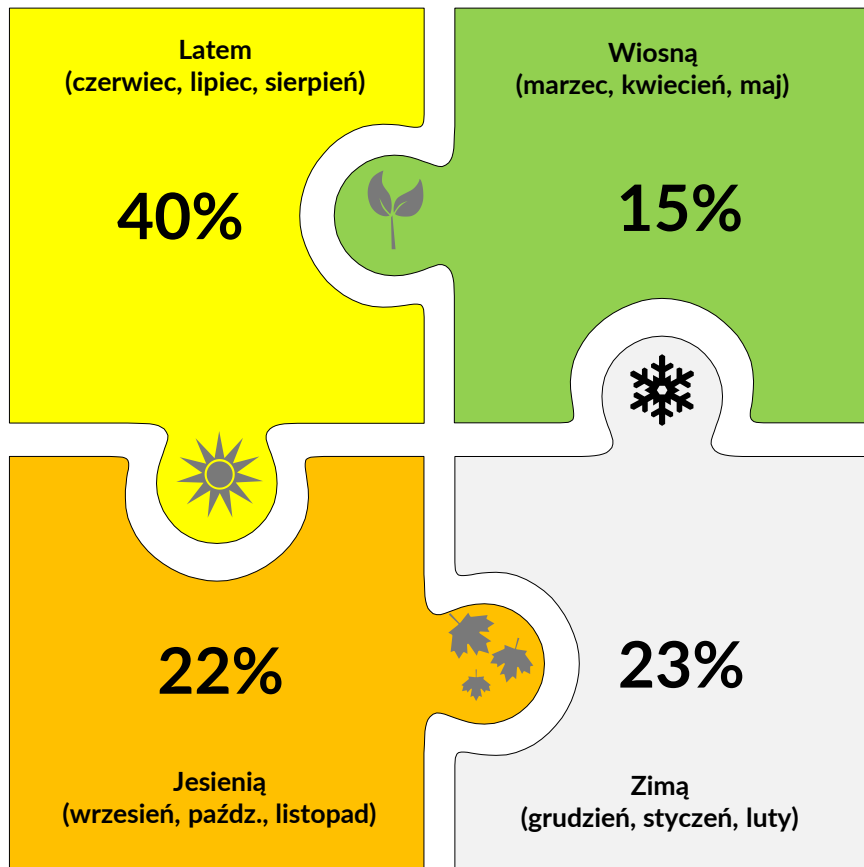 Latem
(czerwiec, lipiec, sierpień)
40%
Wiosną
(marzec, kwiecień, maj)
15%
22%
Jesienią
(wrzesień, paźdz., listopad)
23%
Zimą
(grudzień, styczeń, luty)